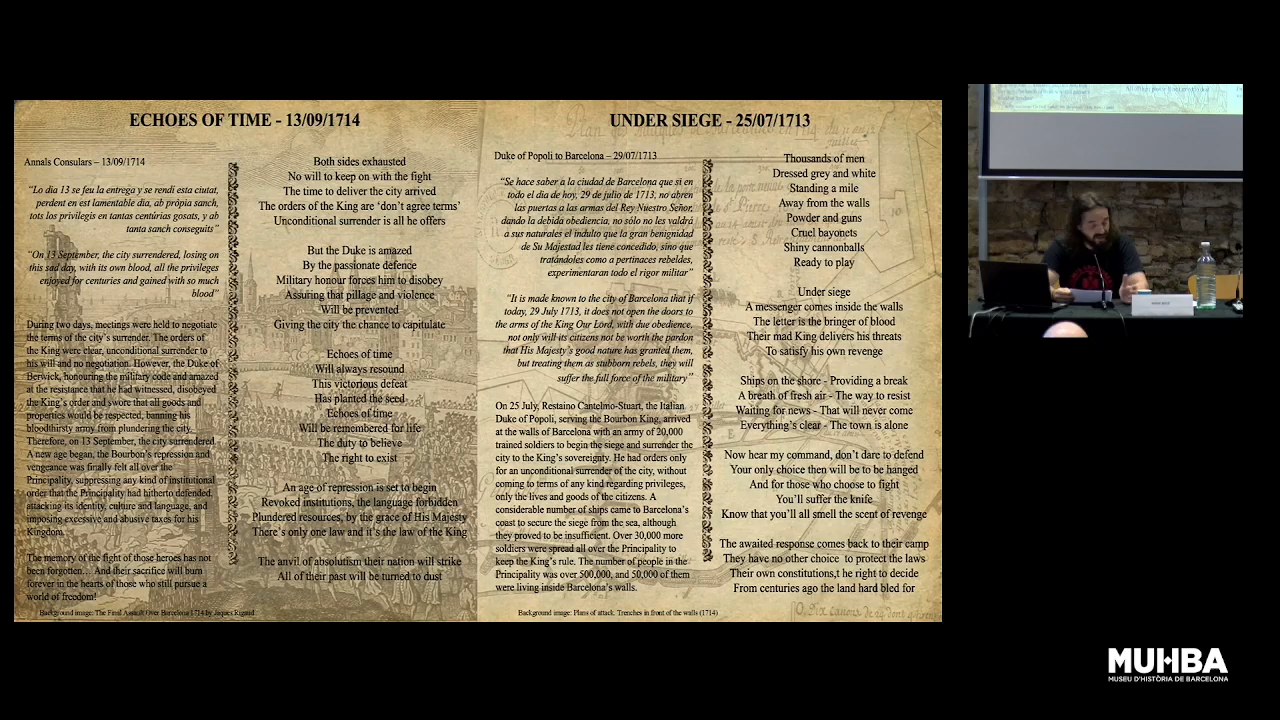 ECHOES OF TIME - 13/09/1714
Annals Consulars – 13/09/1714
“Lo dia 13 se feu la entrega y se rendi esta ciutat,
perdent en est lamentable dia, ab pròpia sanch,
tots los privilegis en tantas centúrias gosats, y ab
tanta sanch conseguits”
“On 13 September, the city surrendered, losing on
this sad day, with its own blood, all the privileges
enjoyed for centuries and gained with so much
blood”
During two days, meetings were held to negotiate
the terms of the city’s surrender. The orders of
the King were clear, unconditional surrender to
his will and no negotiation. However, the Duke of
Berwick, honouring the military code and amazed
at the resistance that he had witnessed, disobeyed
the King’s order and swore that all goods and
properties would be respected, banning his
bloodthirsty army from plundering the city.
Therefore, on 13 September, the city surrendered.
A new age began, the Bourbon’s repression and
vengeance was finally felt all over the
Principality, suppressing any kind of institutional
order that the Principality had hitherto defended,
attacking its identity, culture and language, and
imposing excessive and abusive taxes for his
Kingdom.
The memory of the fight of those heroes has not
been forgotten… And their sacrifice will burn
forever in the hearts of those who still pursue a
world of freedom!
Both sides exhausted
No will to keep on with the fight
The time to deliver the city arrived
The orders of the King are ‘don’t agree terms’
Unconditional surrender is all he offers
But the Duke is amazed
By the passionate defence
Military honour forces him to disobey
Assuring that pillage and violence
Will be prevented
Giving the city the chance to capitulate
Echoes of time
Will always resound
This victorious defeat
Has planted the seed
Echoes of time
Will be remembered for life
The duty to believe
The right to exist
An age of repression is set to begin
Revoked institutions, the language forbidden
Plundered resources, by the grace of His Majesty
There’s only one law and it’s the law of the King
The anvil of absolutism their nation will strike
All of their past will be turned to dust
Background image: The Final Assault Over Barcelona 1714 by Jaques Rigaud
UNDER SIEGE - 25/07/1713
Duke of Popoli to Barcelona – 29/07/1713
“Se hace saber a la ciudad de Barcelona que si en
todo el dia de hoy, 29 de julio de 1713, no abren
las puertas a las armas del Rey Nuestro Señor,
dando la debida obediencia, no sólo no les valdrá
a sus naturales el indulto que la gran benignidad
de Su Majestad les tiene concedido, sino que
tratándoles como a pertinaces rebeldes,
experimentaran todo el rigor militar”
“It is made known to the city of Barcelona that if
today, 29 July 1713, it does not open the doors to
the arms of the King Our Lord, with due obedience,
not only will its citizens not be worth the pardon
that His Majesty’s good nature has granted them,
but treating them as stubborn rebels, they will
suffer the full force of the military”
On 25 July, Restaino Cantelmo-Stuart, the Italian
Duke of Popoli, serving the Bourbon King, arrived
at the walls of Barcelona with an army of 20,000
trained soldiers to begin the siege and surrender the
city to the King’s sovereignty. He had orders only
for an unconditional surrender of the city, without
coming to terms of any kind regarding privileges,
only the lives and goods of the citizens. A
considerable number of ships came to Barcelona’s
coast to secure the siege from the sea, although
they proved to be insufficient. Over 30,000 more
soldiers were spread all over the Principality to
keep the King’s rule. The number of people in the
Principality was over 500,000, and 50,000 of them
were living inside Barcelona’s walls.
Thousands of men
Dressed grey and white
Standing a mile
Away from the walls
Powder and guns
Cruel bayonets
Shiny cannonballs
Ready to play
Under siege
A messenger comes inside the walls
The letter is the bringer of blood
Their mad King delivers his threats
To satisfy his own revenge
Ships on the shore - Providing a break
A breath of fresh air - The way to resist
Waiting for news - That will never come
Everything’s clear - The town is alone
Now hear my command, don’t dare to defend
Your only choice then will be to be hanged
And for those who choose to fight
You’ll suffer the knife
Know that you’ll all smell the scent of revenge
The awaited response comes back to their camp
They have no other choice to protect the laws
Their own constitutions,t he right to decide
From centuries ago the land hard bled for
Background image: Plans of attack. Trenches in front of the walls (1714)
MUHBA
MUSEU D'HISTÒRIA DE BARCELONA